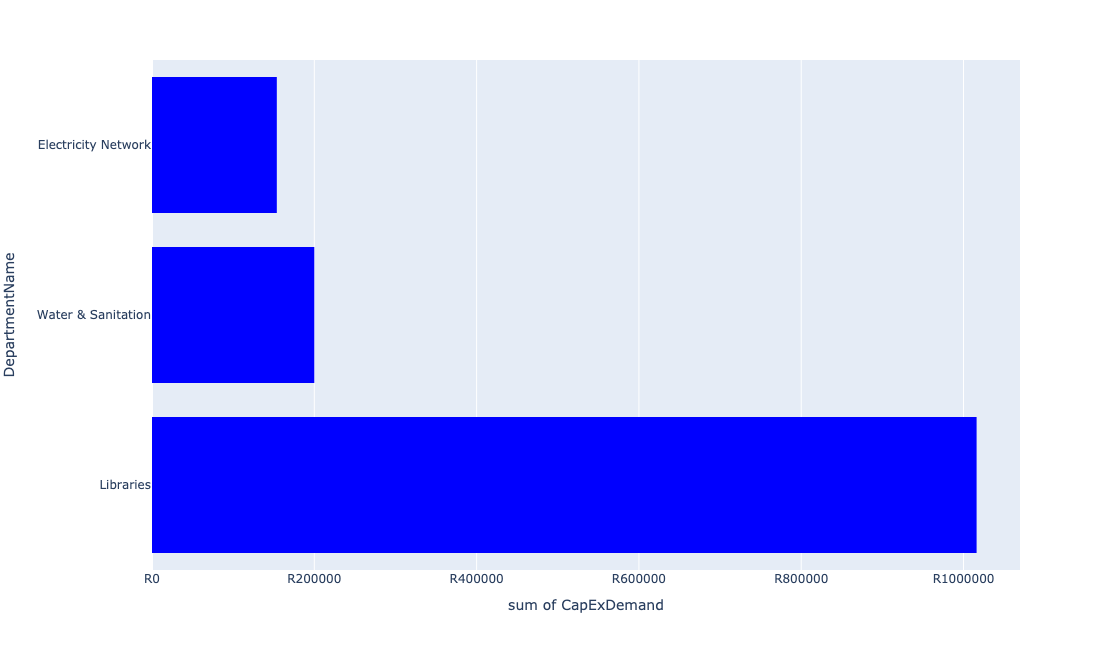 DepartmentName
Electricity Network
Water & Sanitation
Libraries
R0
R200000
R400000
R600000
R800000
R1000000
sum of CapExDemand